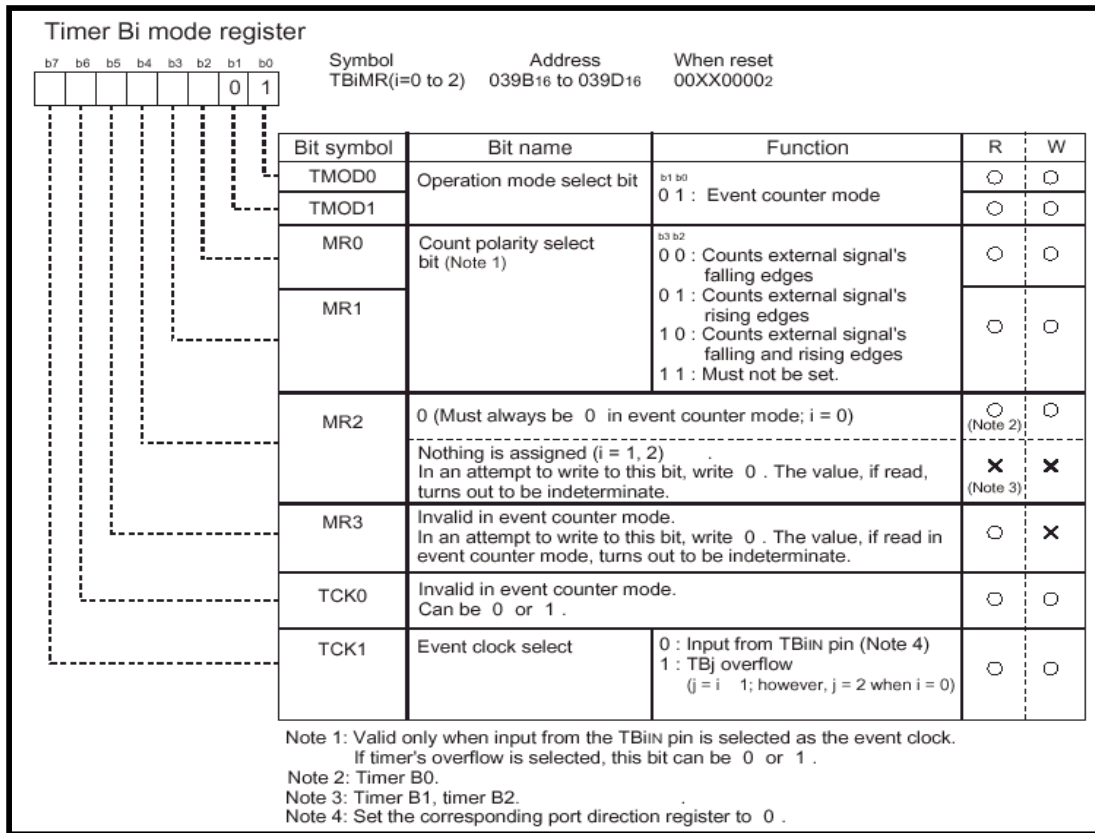 Timer Bi mode register
b7 b6 b5 b4 b3 b2 b1 b0
0 1
Symbol Address When reset
TBiMR(i=0 to 2) 039B16 to 039D16 00XX00002
Bit symbol Bit name Function R W
TMOD0 Operation mode select bit b1 b0
0 1 : Event counter mode
TMOD1
MR0 Count polarity select
bit (Note 1)
b3 b2
0 0 : Counts external signal's
falling edges
0 1 : Counts external signal's
rising edges
1 0 : Counts external signal's
falling and rising edges
1 1 : Must not be set.
MR1
MR2 0 (Must always be 0 in event counter mode; i = 0)
(Note 2)
Nothing is assigned (i = 1, 2) .
In an attempt to write to this bit, write 0 . The value, if read,
turns out to be indeterminate.
(Note 3)
MR3 Invalid in event counter mode.
In an attempt to write to this bit, write 0 . The value, if read in
event counter mode, turns out to be indeterminate.
TCK0 Invalid in event counter mode.
Can be 0 or 1 .
TCK1 Event clock select 0 : Input from TBiIN pin (Note 4)
1 : TBj overflow
(j = i 1; however, j = 2 when i = 0)
Note 1: Valid only when input from the TBiIN pin is selected as the event clock.
If timer's overflow is selected, this bit can be 0 or 1 .
Note 2: Timer B0.
Note 3: Timer B1, timer B2. .
Note 4: Set the corresponding port direction register to 0 .